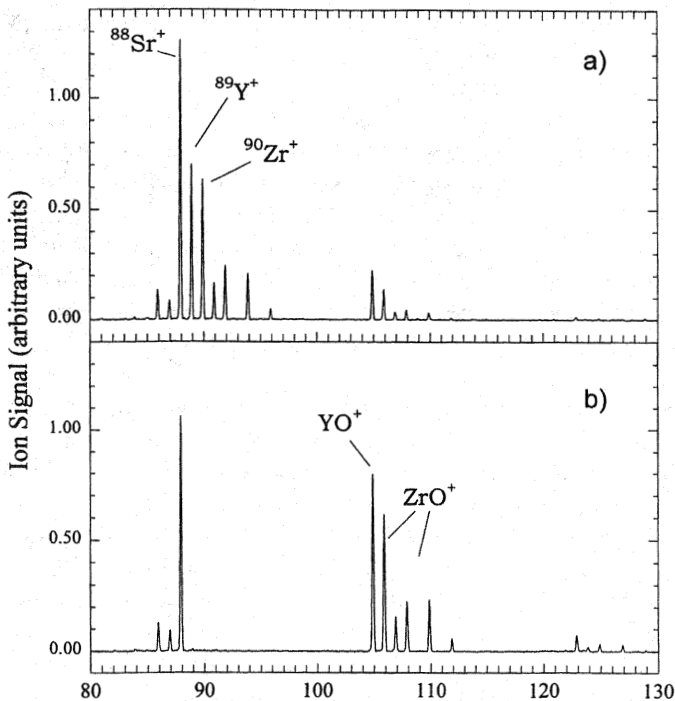 ⁸⁸Sr⁺
a)
1.00
⁸⁹Y⁺
⁹⁰Zr⁺
0.50
0.00
Ion Signal (arbitrary units)
b)
YO⁺
1.00
ZrO⁺
0.50
0.00
80 90 100 110 120 130